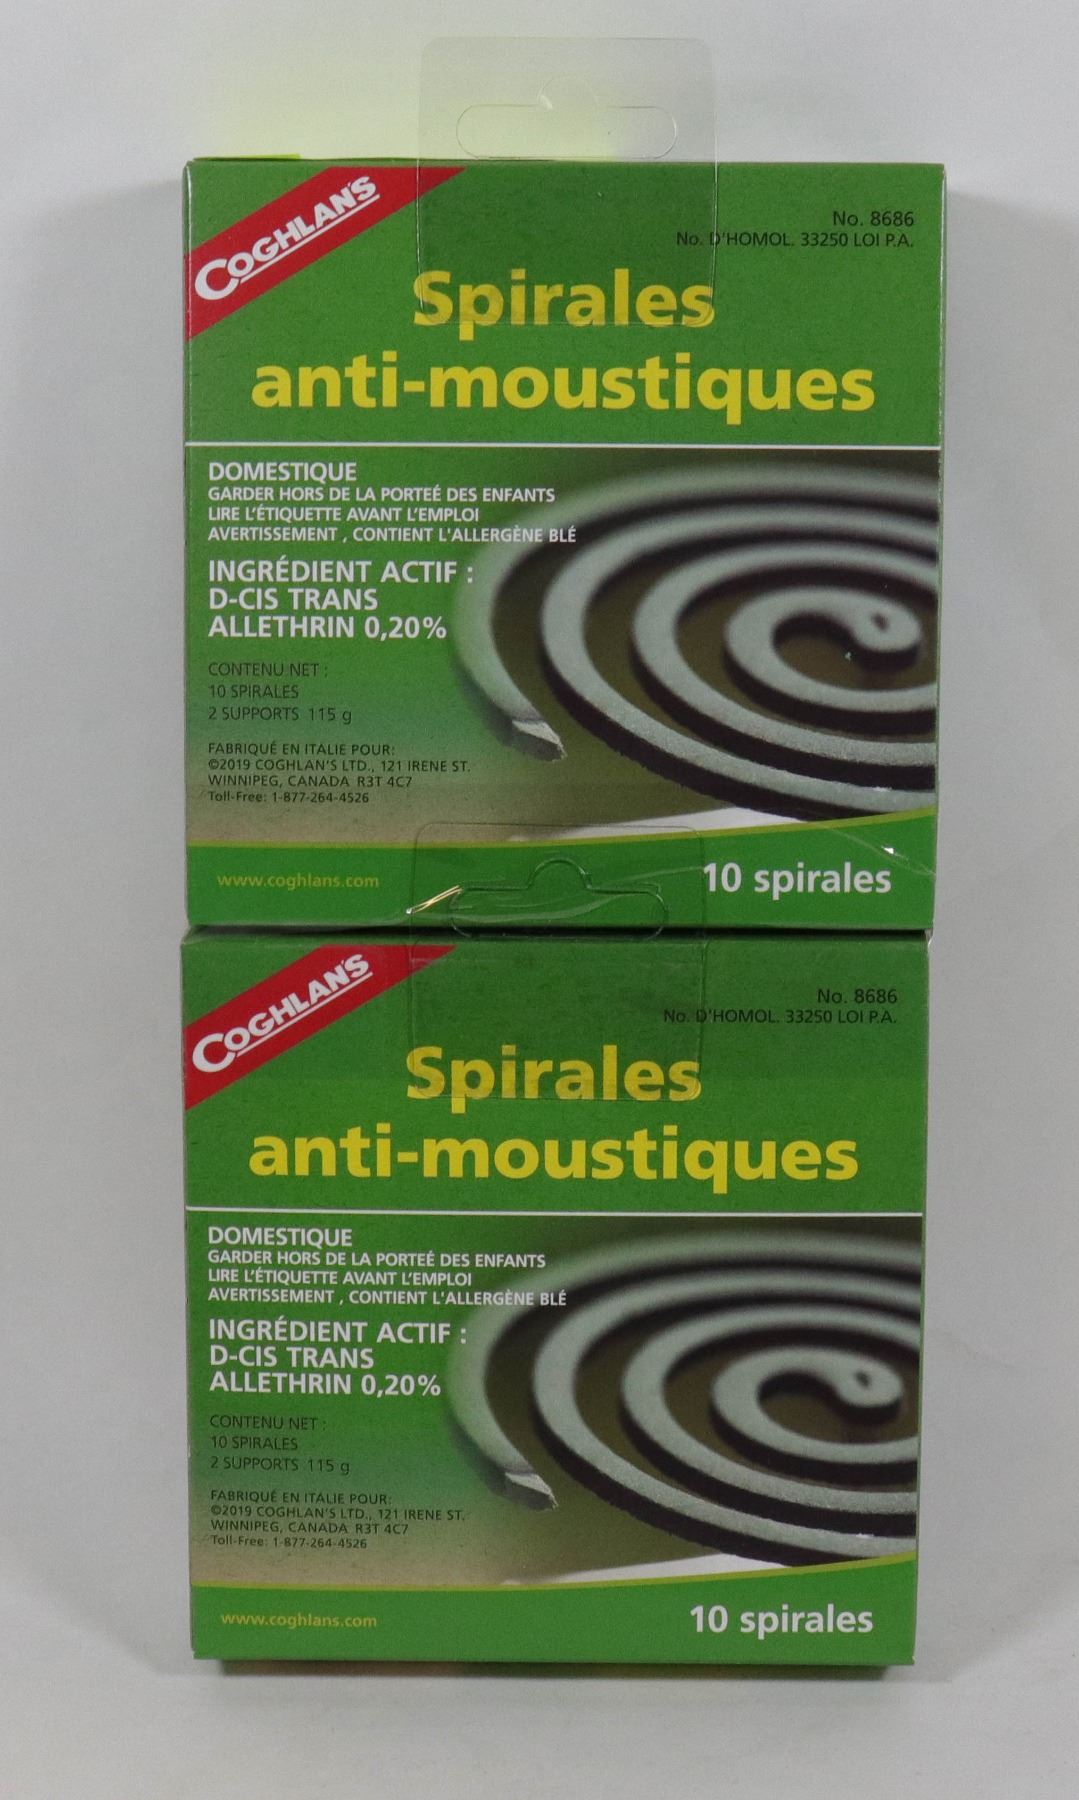 COGHLAN'S
No. 8686
No. D'HOMOL. 33250 LOI P.A.
Spirales
anti-moustiques
DOMESTIQUE
GARDER HORS DE LA PORTEÉ DES ENFANTS
LIRE L'ÉTIQUETTE AVANT L'EMPLOI
AVERTISSEMENT , CONTIENT L'ALLERGÈNE BLÉ
INGRÉDIENT ACTIF :
D-CIS TRANS
ALLETHRIN 0,20%
CONTENU NET :
10 SPIRALES
2 SUPPORTS 115 g
FABRIQUÉ EN ITALIE POUR:
©2019 COGHLAN'S LTD., 121 IRENE ST.
WINNIPEG, CANADA R3T 4C7
Toll-Free: 1-877-264-4526
www.coghlans.com
10 spirales
COGHLAN'S
No. 8686
No. D'HOMOL. 33250 LOI P.A.
Spirales
anti-moustiques
DOMESTIQUE
GARDER HORS DE LA PORTEÉ DES ENFANTS
LIRE L'ÉTIQUETTE AVANT L'EMPLOI
AVERTISSEMENT , CONTIENT L'ALLERGÈNE BLÉ
INGRÉDIENT ACTIF :
D-CIS TRANS
ALLETHRIN 0,20%
CONTENU NET :
10 SPIRALES
2 SUPPORTS 115 g
FABRIQUÉ EN ITALIE POUR:
©2019 COGHLAN'S LTD., 121 IRENE ST.
WINNIPEG, CANADA R3T 4C7
Toll-Free: 1-877-264-4526
www.coghlans.com
10 spirales